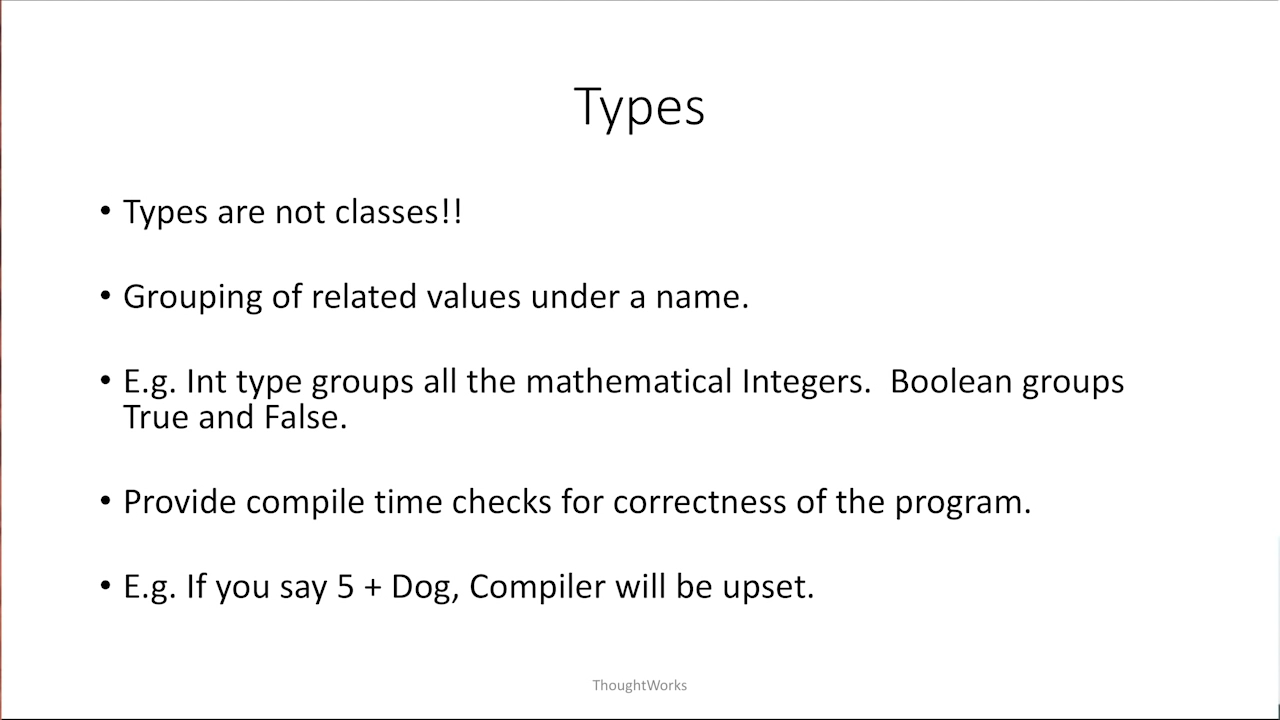 Types
• Types are not classes!!
• Grouping of related values under a name.
• E.g. Int type groups all the mathematical Integers.  Boolean groups
True and False.
• Provide compile time checks for correctness of the program.
• E.g. If you say 5 + Dog, Compiler will be upset.
ThoughtWorks